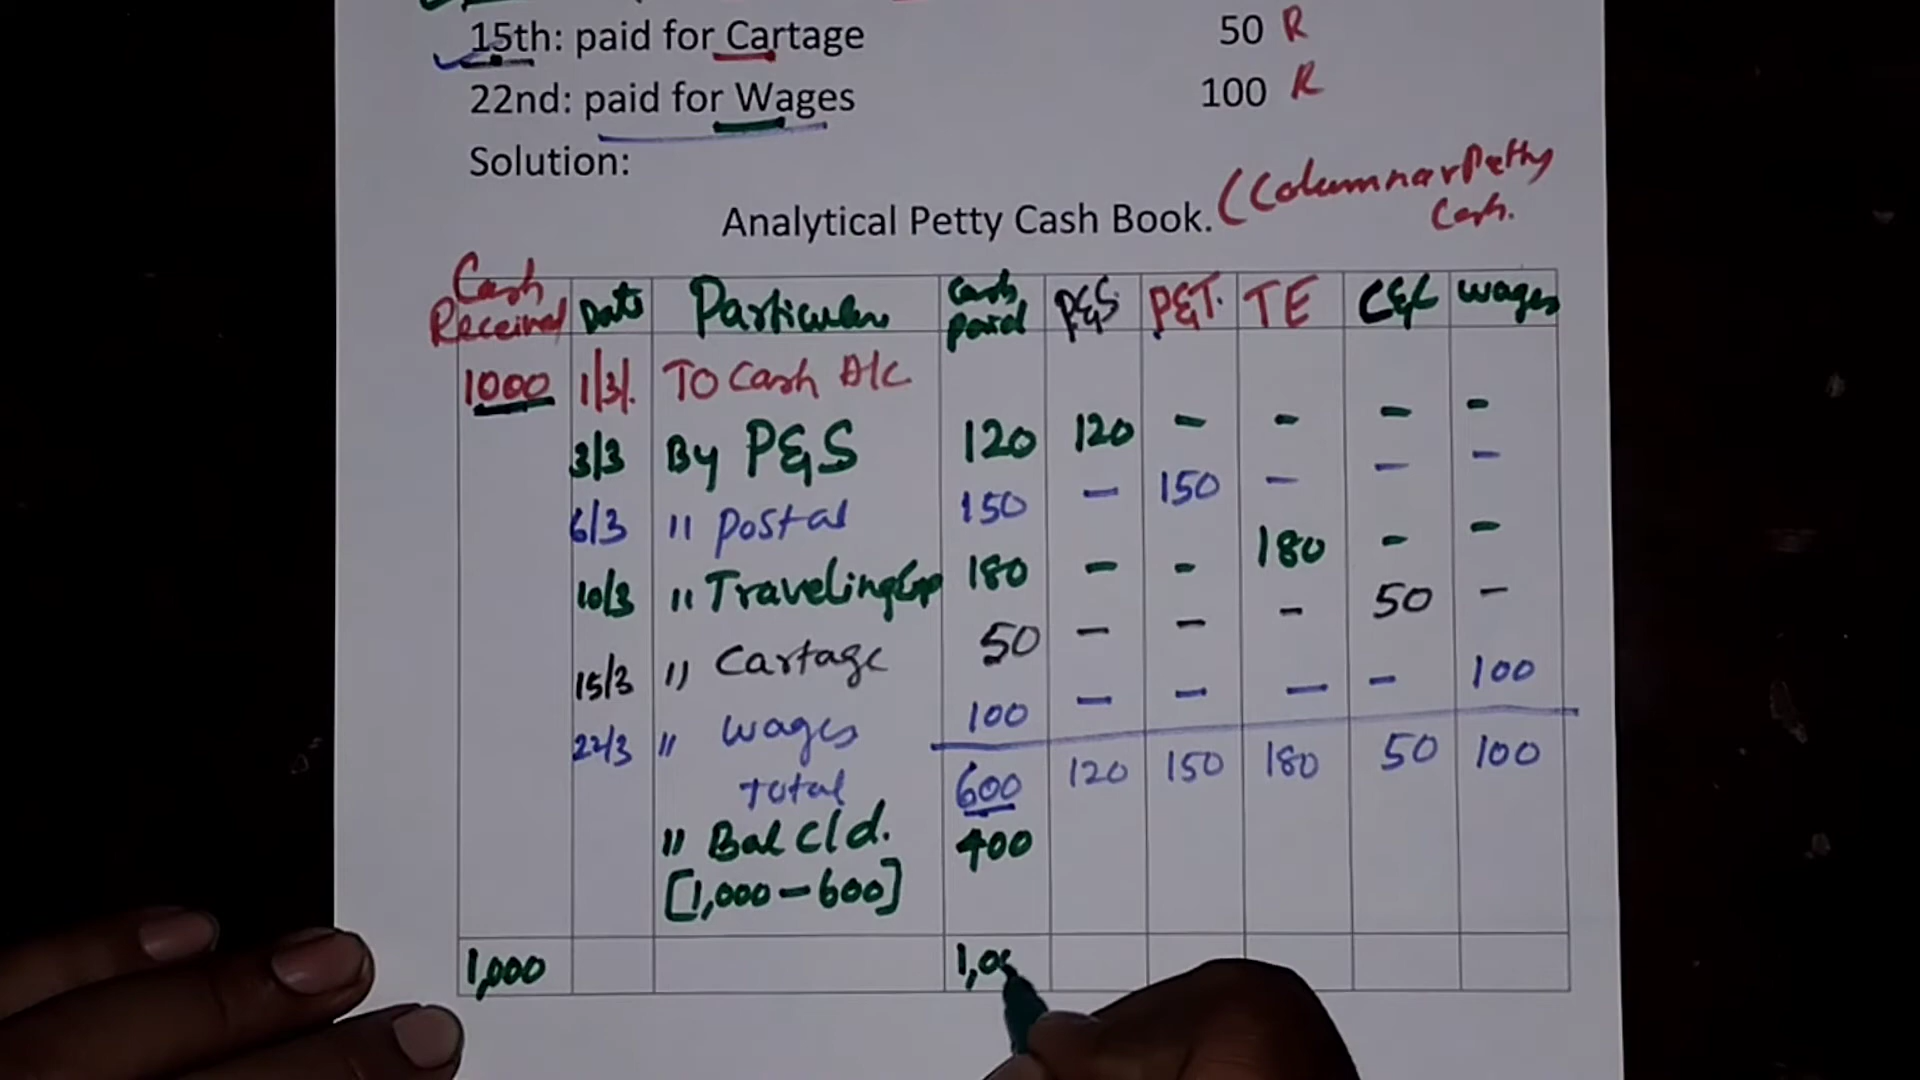 15th: paid for Cartage 50 R
22nd: paid for Wages 100 R
Solution:
Analytical Petty Cash Book. (Columnar Petty
Cash.
Cash Received Date Particulars Cash paid P&S. P&T. TE C&C wages
1000 1/3/. TO Cash A/c
3/3 By P&S 120 120 - - - -
6/3 " Postal 150 - 150 - - -
10/3 " Traveling Exp 180 - - 180 - -
15/3 " Cartage 50 - - - 50 -
22/3 " wages 100 - - - - 100
Total 600 120 150 180 50 100
" Bal C/d. 400
[1,000-600]
1,000 1,00